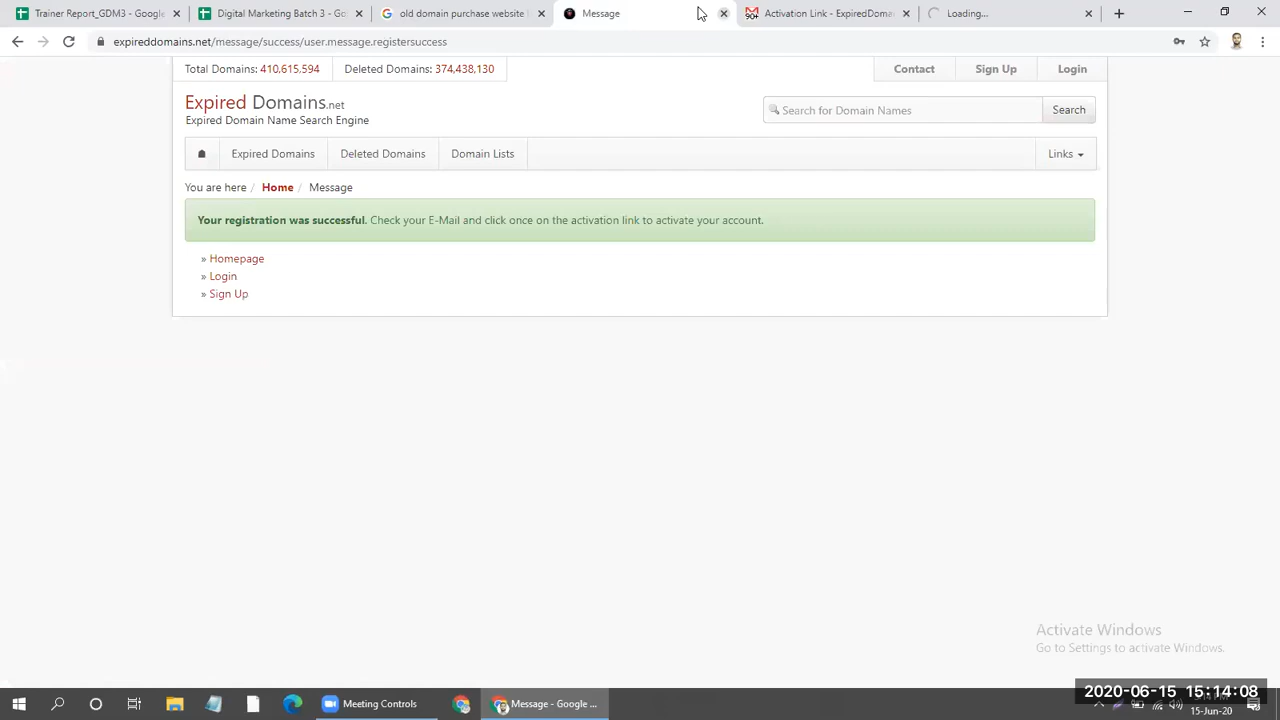 Trainer Report_GDM3 - Google
Digital Marketing Batch 3 - Go
old domain purchase website
Message
Activation Link - ExpiredDoma
Loading...
expireddomains.net/message/success/user.message.registersuccess
Total Domains: 410,615,594
Deleted Domains: 374,438,130
Contact
Sign Up
Login
Expired Domains.net
Expired Domain Name Search Engine
Search for Domain Names
Search
Expired Domains
Deleted Domains
Domain Lists
Links
You are here / Home / Message
Your registration was successful. Check your E-Mail and click once on the activation link to activate your account.
» Homepage
» Login
» Sign Up
Activate Windows
Go to Settings to activate Windows.
Meeting Controls
Message - Google ...
2020-06-15 15:14:08
15-Jun-20